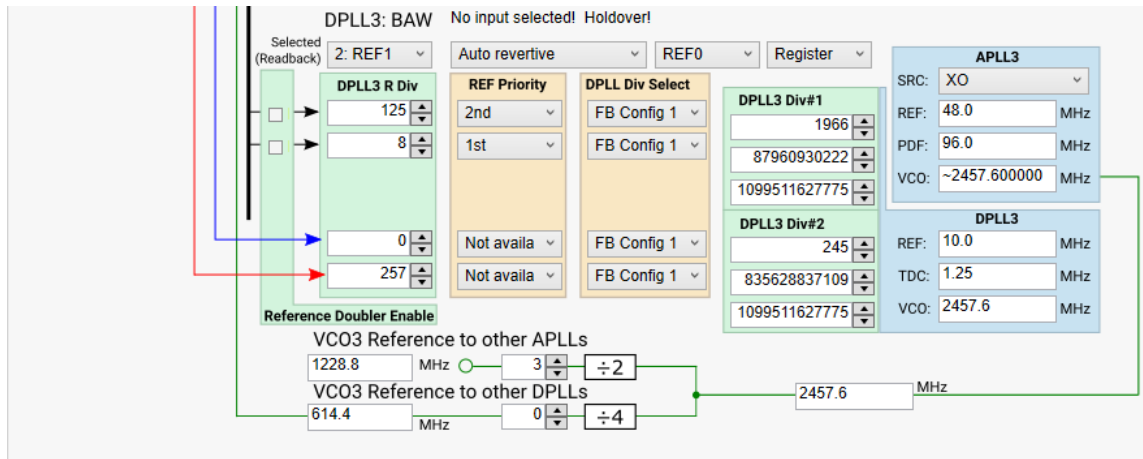 DPLL3: BAW No input selected! Holdover!
Selected (Readback) 2: REF1 Auto revertive REF0 Register
APLL3
SRC: XO
REF: 48.0 MHz
PDF: 96.0 MHz
VCO: ~2457.600000 MHz
DPLL3 R Div REF Priority DPLL Div Select
125 2nd FB Config 1
8 1st FB Config 1
0 Not availa FB Config 1
257 Not availa FB Config 1
Reference Doubler Enable
DPLL3 Div#1
1966
87960930222
1099511627775
DPLL3 Div#2
245
835628837109
1099511627775
DPLL3
REF: 10.0 MHz
TDC: 1.25 MHz
VCO: 2457.6 MHz
VCO3 Reference to other APLLs
1228.8 MHz 3 ÷2
VCO3 Reference to other DPLLs
614.4 MHz 0 ÷4
2457.6 MHz